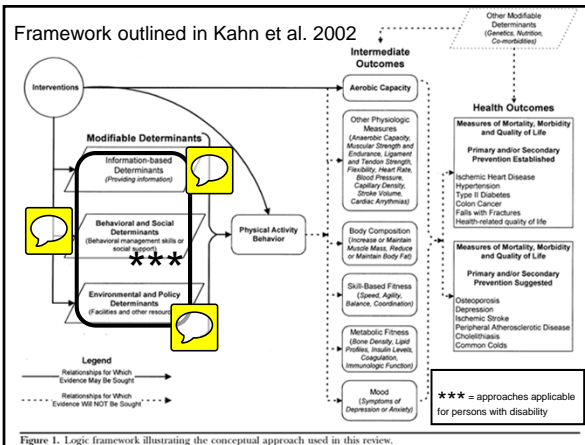 Framework outlined in Kahn et al. 2002
Other Modifiable
Determinants
(Genetics, Nutrition,
Co-morbidities)
Intermediate
Outcomes
Interventions
Aerobic Capacity
Health Outcomes
Modifiable Determinants
Information-based
Determinants
(Providing information)
Behavioral and Social
Determinants
(Behavioral management skills or
social support)
***
Environmental and Policy
Determinants
(Facilities and other
Physical Activity
Behavior
Other Physiologic
Measures
(Anaerobic Capacity,
Muscular Strength and
Endurance, Ligament and
Tendon Strength,
Flexibility, Heart Rate,
Blood Pressure,
Capillary Density,
Stroke Volume,
Cardiac Arrythmias)
Body Composition
(Increase or Maintain
Muscle Mass, Reduce
or Maintain Body Fat)
Skill-Based Fitness
(Speed, Agility,
Balance, Coordination)
Metabolic Fitness
(Bone Density, Lipid
Profiles, Insulin Levels,
Coagulation,
Immunologic Function)
Mood
(Symptoms of
Depression or Anxiety)
Measures of Mortality, Morbidity
and Quality of Life
Primary and/or Secondary
Prevention Established
Ischemic Heart Disease
Hypertension
Type II Diabetes
Colon Cancer
Falls with Fractures
Health-related quality of life
Measures of Mortality, Morbidity
and Quality of Life
Primary and/or Secondary
Prevention Suggested
Osteoporosis
Depression
Ischemic Stroke
Peripheral Atherosclerotic Disease
Cholelithiasis
Common Colds
Legend
Relationships for Which
Evidence May Be Sought
Relationships for Which
Evidence Will NOT Be Sought
*** = approaches applicable
for persons with disability
Figure 1. Logic framework illustrating the conceptual approach used in this review.